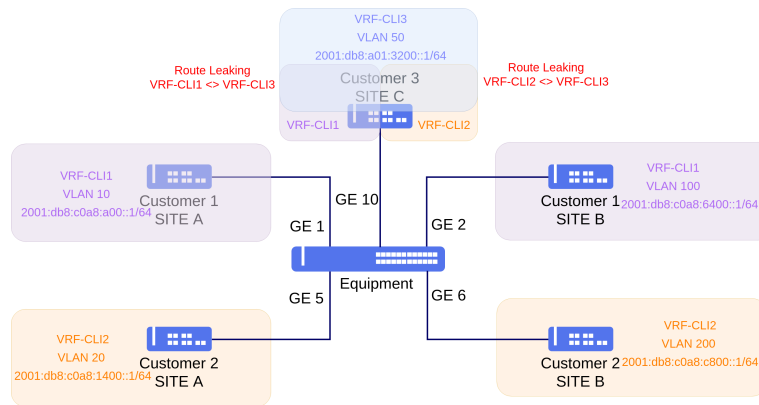 VRF-CLI3
VLAN 50
2001:db8:a01:3200::1/64
Route Leaking
VRF-CLI1 <> VRF-CLI3
Route Leaking
VRF-CLI2 <> VRF-CLI3
Customer 3
SITE C
VRF-CLI1
VRF-CLI2
VRF-CLI1
VLAN 10
2001:db8:c0a8:a00::1/64
Customer 1
SITE A
VRF-CLI1
VLAN 100
2001:db8:c0a8:6400::1/64
Customer 1
SITE B
GE 10
GE 1
GE 2
Equipment
GE 5
GE 6
VRF-CLI2
VLAN 20
2001:db8:c0a8:1400::1/64
Customer 2
SITE A
VRF-CLI2
VLAN 200
2001:db8:c0a8:c800::1/64
Customer 2
SITE B